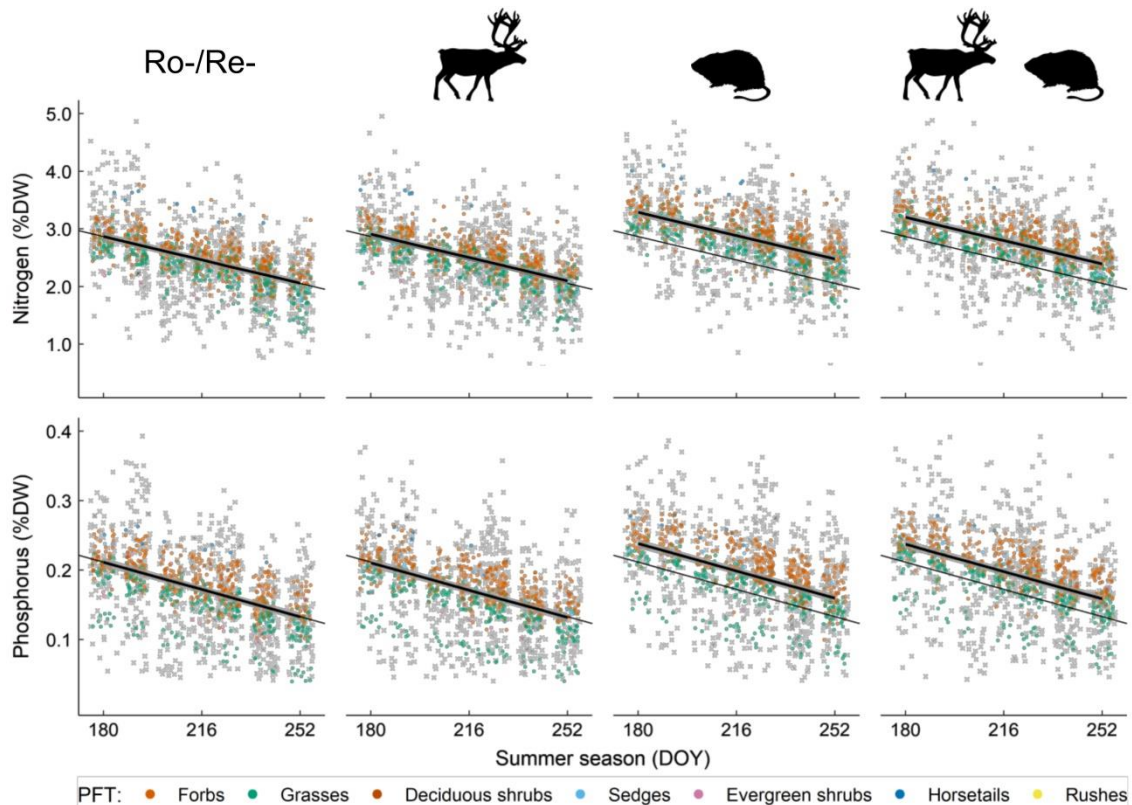 Ro-/Re-
Nitrogen (%DW)
5.0
4.0
3.0
2.0
1.0
Phosphorus (%DW)
0.4
0.3
0.2
0.1
180 216 252 180 216 252 180 216 252 180 216 252
Summer season (DOY)
PFT: Forbs Grasses Deciduous shrubs Sedges Evergreen shrubs Horsetails Rushes